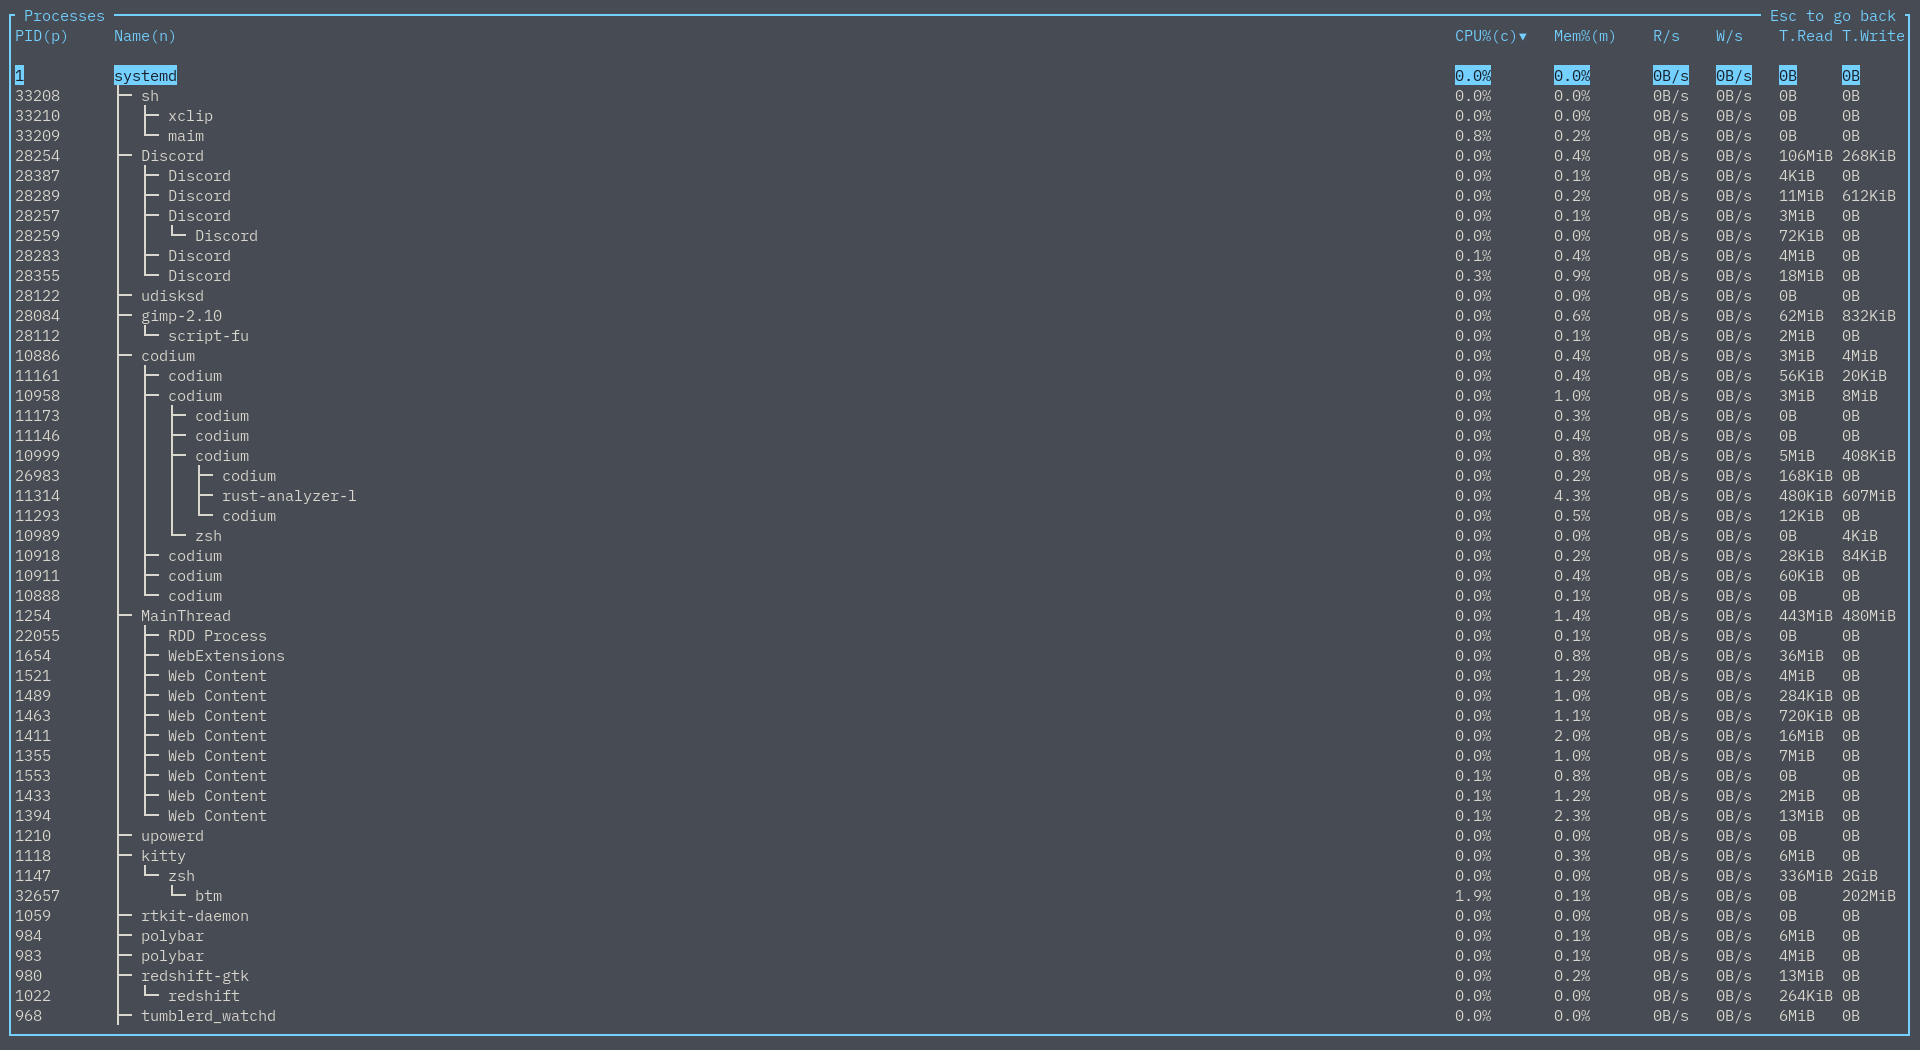 Processes Esc to go back
PID(p) Name(n) CPU%(c)▼ Mem%(m) R/s W/s T.Read T.Write
1 systemd 0.0% 0.0% 0B/s 0B/s 0B 0B
33208 sh 0.0% 0.0% 0B/s 0B/s 0B 0B
33210 xclip 0.0% 0.0% 0B/s 0B/s 0B 0B
33209 maim 0.8% 0.2% 0B/s 0B/s 0B 0B
28254 Discord 0.0% 0.4% 0B/s 0B/s 106MiB 268KiB
28387 Discord 0.0% 0.1% 0B/s 0B/s 4KiB 0B
28289 Discord 0.0% 0.2% 0B/s 0B/s 11MiB 612KiB
28257 Discord 0.0% 0.1% 0B/s 0B/s 3MiB 0B
28259 Discord 0.0% 0.0% 0B/s 0B/s 72KiB 0B
28283 Discord 0.1% 0.4% 0B/s 0B/s 4MiB 0B
28355 Discord 0.3% 0.9% 0B/s 0B/s 18MiB 0B
28122 udisksd 0.0% 0.0% 0B/s 0B/s 0B 0B
28084 gimp-2.10 0.0% 0.6% 0B/s 0B/s 62MiB 832KiB
28112 script-fu 0.0% 0.1% 0B/s 0B/s 2MiB 0B
10886 codium 0.0% 0.4% 0B/s 0B/s 3MiB 4MiB
11161 codium 0.0% 0.4% 0B/s 0B/s 56KiB 20KiB
10958 codium 0.0% 1.0% 0B/s 0B/s 3MiB 8MiB
11173 codium 0.0% 0.3% 0B/s 0B/s 0B 0B
11146 codium 0.0% 0.4% 0B/s 0B/s 0B 0B
10999 codium 0.0% 0.8% 0B/s 0B/s 5MiB 408KiB
26983 codium 0.0% 0.2% 0B/s 0B/s 168KiB 0B
11314 rust-analyzer-l 0.0% 4.3% 0B/s 0B/s 480KiB 607MiB
11293 codium 0.0% 0.5% 0B/s 0B/s 12KiB 0B
10989 zsh 0.0% 0.0% 0B/s 0B/s 0B 4KiB
10918 codium 0.0% 0.2% 0B/s 0B/s 28KiB 84KiB
10911 codium 0.0% 0.4% 0B/s 0B/s 60KiB 0B
10888 codium 0.0% 0.1% 0B/s 0B/s 0B 0B
1254 MainThread 0.0% 1.4% 0B/s 0B/s 443MiB 480MiB
22055 RDD Process 0.0% 0.1% 0B/s 0B/s 0B 0B
1654 WebExtensions 0.0% 0.8% 0B/s 0B/s 36MiB 0B
1521 Web Content 0.0% 1.2% 0B/s 0B/s 4MiB 0B
1489 Web Content 0.0% 1.0% 0B/s 0B/s 284KiB 0B
1463 Web Content 0.0% 1.1% 0B/s 0B/s 720KiB 0B
1411 Web Content 0.0% 2.0% 0B/s 0B/s 16MiB 0B
1355 Web Content 0.0% 1.0% 0B/s 0B/s 7MiB 0B
1553 Web Content 0.1% 0.8% 0B/s 0B/s 0B 0B
1433 Web Content 0.1% 1.2% 0B/s 0B/s 2MiB 0B
1394 Web Content 0.1% 2.3% 0B/s 0B/s 13MiB 0B
1210 upowerd 0.0% 0.0% 0B/s 0B/s 0B 0B
1118 kitty 0.0% 0.3% 0B/s 0B/s 6MiB 0B
1147 zsh 0.0% 0.0% 0B/s 0B/s 336MiB 2GiB
32657 btm 1.9% 0.1% 0B/s 0B/s 0B 202MiB
1059 rtkit-daemon 0.0% 0.0% 0B/s 0B/s 0B 0B
984 polybar 0.0% 0.1% 0B/s 0B/s 6MiB 0B
983 polybar 0.0% 0.1% 0B/s 0B/s 4MiB 0B
980 redshift-gtk 0.0% 0.2% 0B/s 0B/s 13MiB 0B
1022 redshift 0.0% 0.0% 0B/s 0B/s 264KiB 0B
968 tumblerd_watchd 0.0% 0.0% 0B/s 0B/s 6MiB 0B